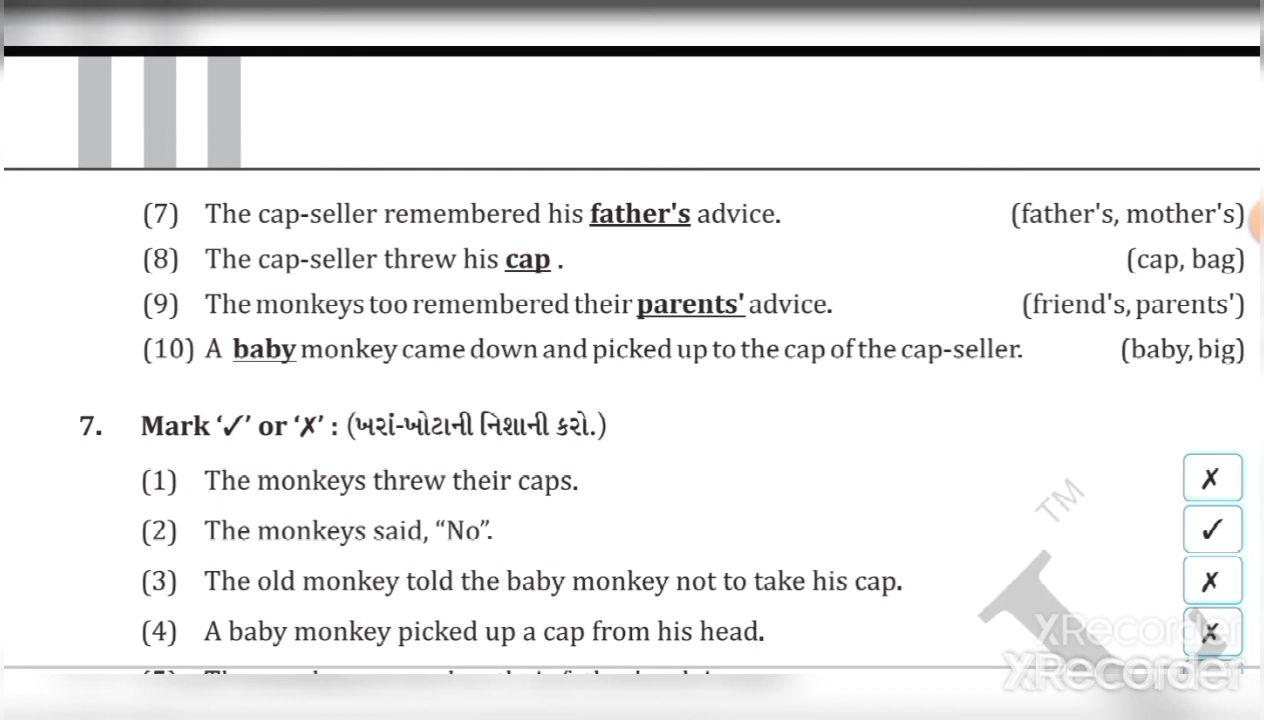 (7) The cap-seller remembered his father's advice. (father's, mother's)
(8) The cap-seller threw his cap . (cap, bag)
(9) The monkeys too remembered their parents' advice. (friend's, parents')
(10) A baby monkey came down and picked up to the cap of the cap-seller. (baby, big)
7. Mark ‘✓’ or ‘✗’ : (ખરાં-ખોટાની નિશાની કરો.)
(1) The monkeys threw their caps. ✗
(2) The monkeys said, “No”. ✓
(3) The old monkey told the baby monkey not to take his cap. ✗
(4) A baby monkey picked up a cap from his head. ✗
TM
XRecorder
XRecorder